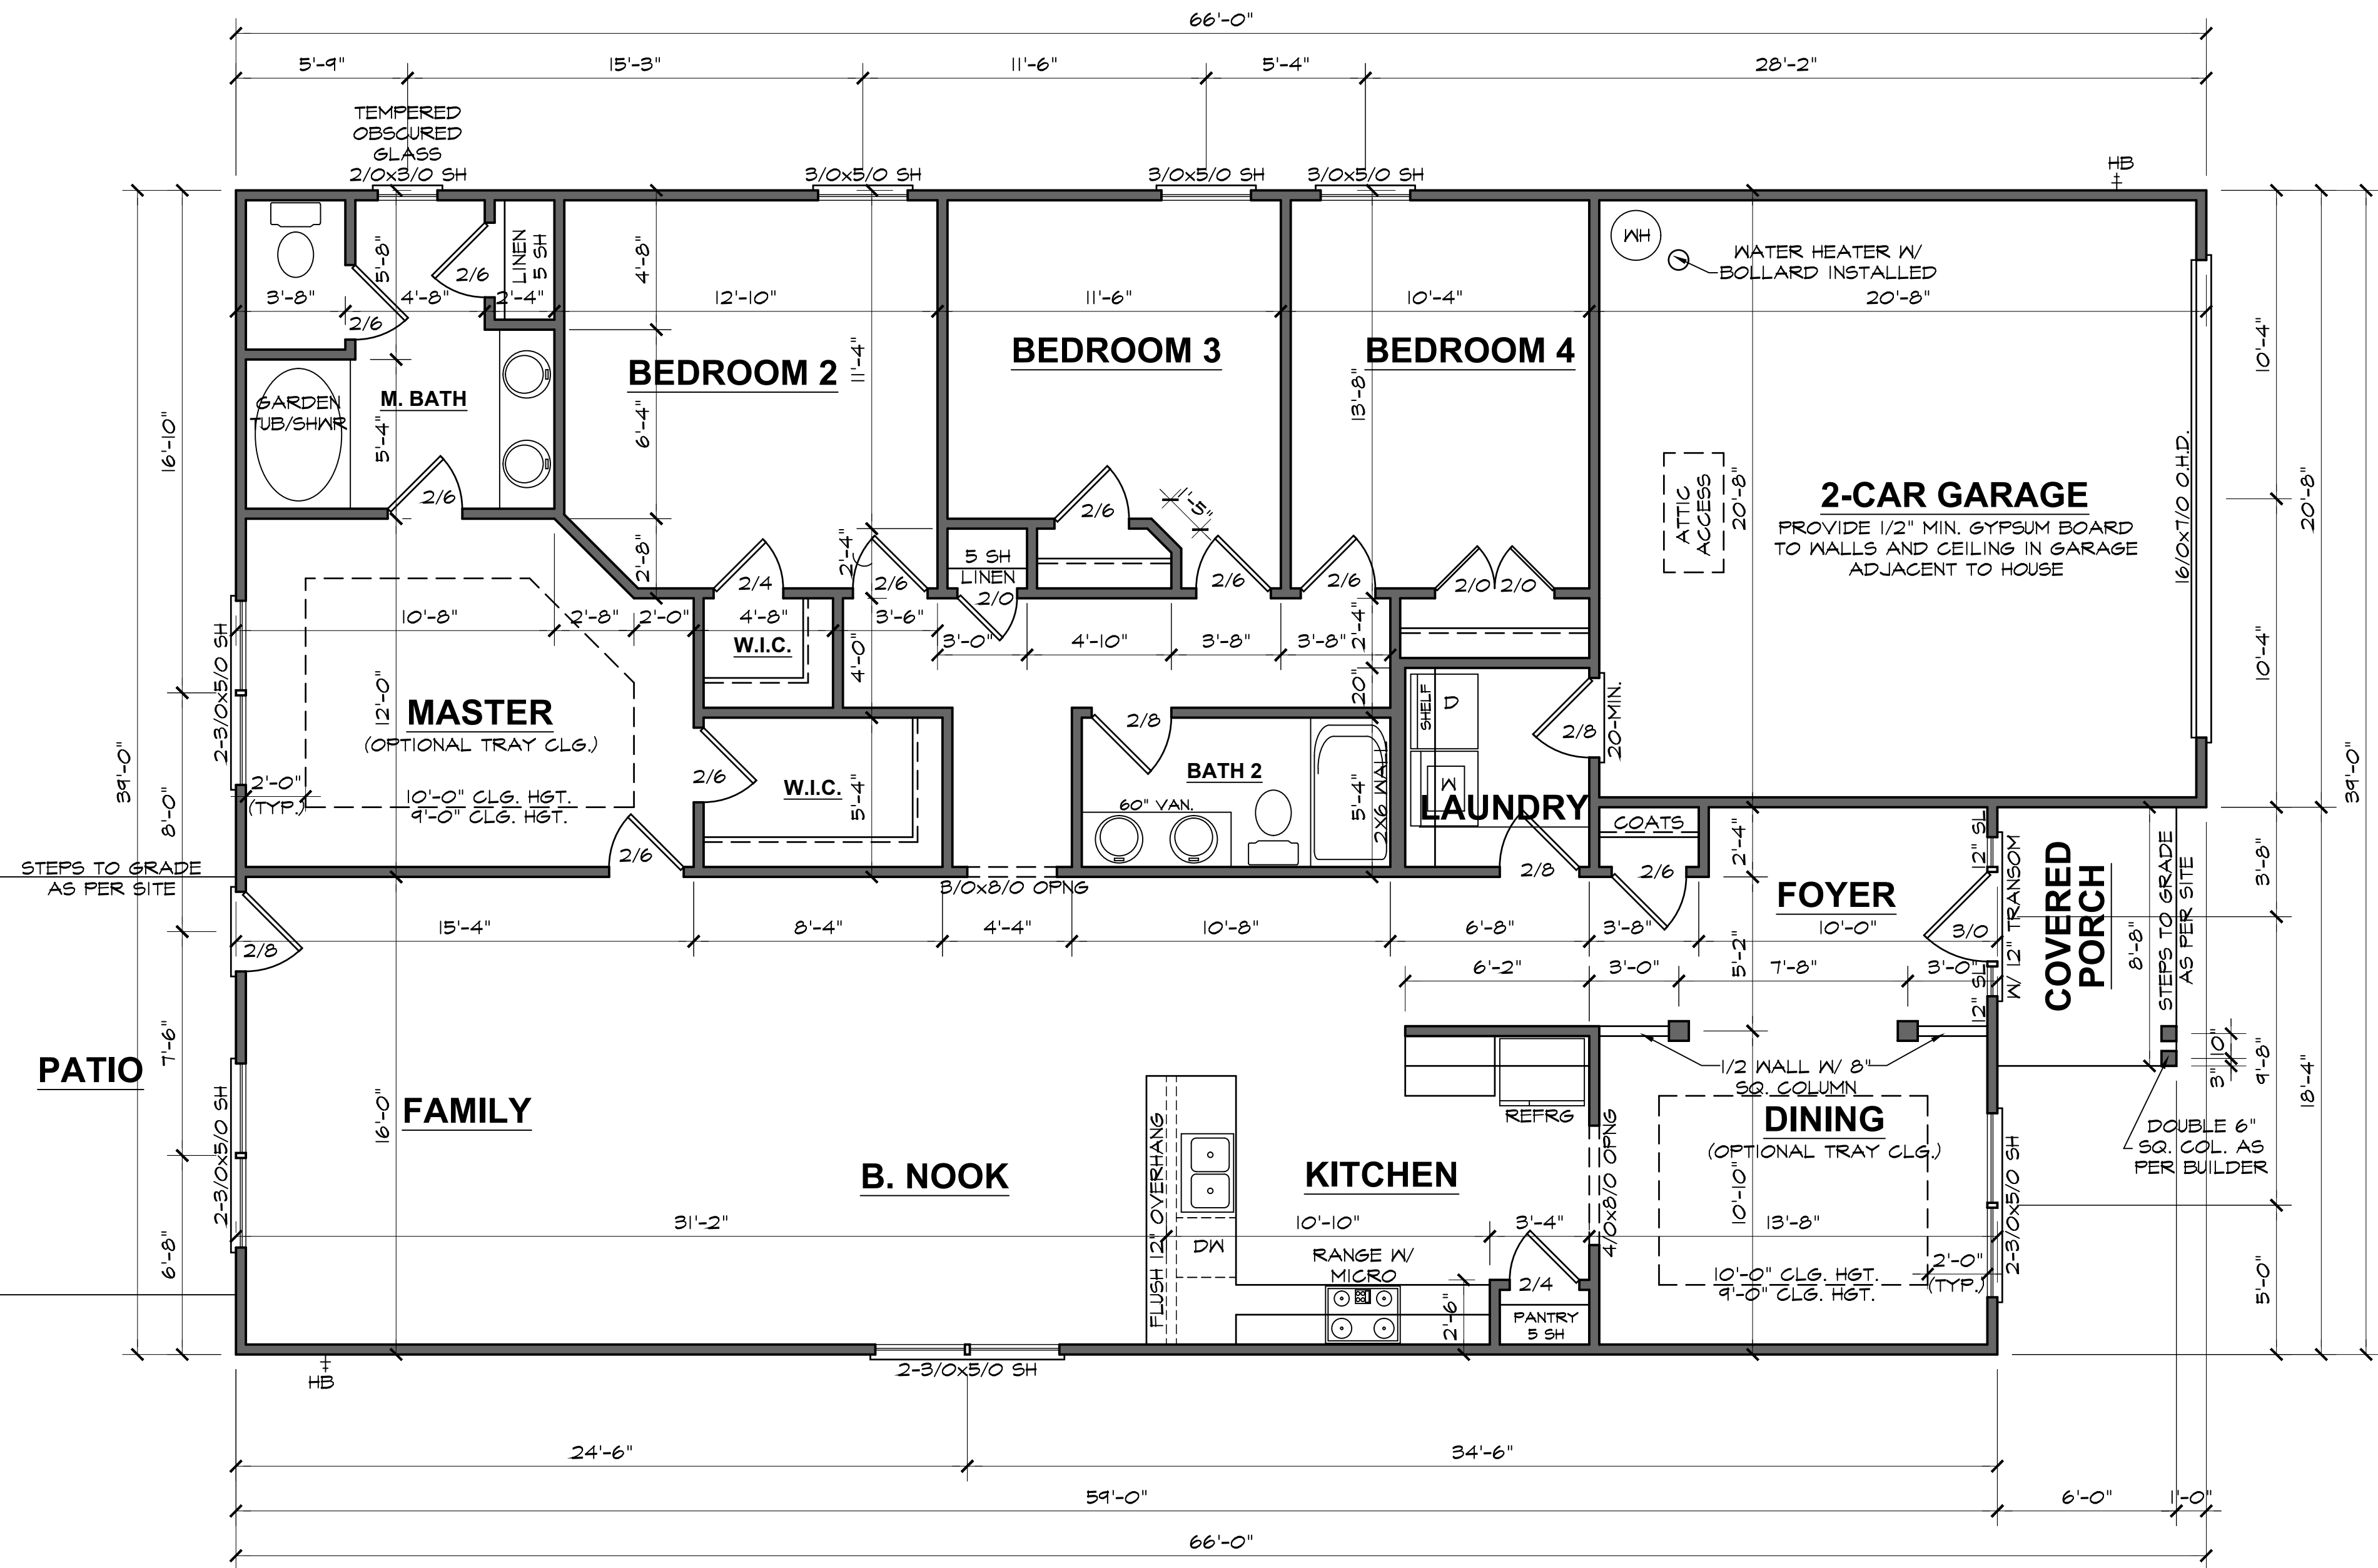 66'-0"
5'-9"
15'-3"
11'-6"
5'-4"
28'-2"
TEMPERED
OBSCURED
GLASS
2/0x3/0 SH
3/0x5/0 SH
3/0x5/0 SH
3/0x5/0 SH
HB
LINEN
5 SH
5'-8"
2/6
3'-8"
4'-8"
2'-4"
2/6
4'-8"
12'-10"
11'-6"
10'-4"
WH
WATER HEATER W/
BOLLARD INSTALLED
20'-8"
10'-4"
BEDROOM 2
11'-4"
BEDROOM 3
BEDROOM 4
13'-8"
GARDEN
TUB/SHWR
M. BATH
5'-4"
6'-4"
16'-10"
2/6
2/6
1'-5"
ATTIC
ACCESS
20'-8"
2-CAR GARAGE
PROVIDE 1/2" MIN. GYPSUM BOARD
TO WALLS AND CEILING IN GARAGE
ADJACENT TO HOUSE
16/0x7/0 O.H.D.
20'-8"
2'-8"
2/4
2'-4"
2/6
5 SH
LINEN
2/0
2/6
2/6
2/0
2/0
10'-8"
2'-8"
2'-0"
4'-8"
3'-6"
3'-0"
4'-10"
3'-8"
3'-8"
2'-4"
W.I.C.
4'-0"
20"
10'-4"
2-3/0x5/0 SH
12'-0"
MASTER
(OPTIONAL TRAY CLG.)
2'-0"
(TYP.)
10'-0" CLG. HGT.
9'-0" CLG. HGT.
2/6
W.I.C.
5'-4"
2/8
BATH 2
60" VAN.
5'-4"
2X6 WALL
SHELF
D
W
LAUNDRY
2/8
20-MIN.
39'-0"
8'-0"
39'-0"
2/6
COATS
2'-4"
12" SL
W/ 12" TRANSOM
COVERED
PORCH
8'-8"
STEPS TO GRADE
AS PER SITE
3'-8"
STEPS TO GRADE
AS PER SITE
3/0x8/0 OPNG
2/8
2/6
FOYER
3/0
2/8
15'-4"
8'-4"
4'-4"
10'-8"
6'-8"
3'-8"
10'-0"
5'-2"
6'-2"
3'-0"
7'-8"
3'-0"
12" SL
7'-6"
PATIO
10"
3"
9'-8"
18'-4"
1/2 WALL W/ 8"
SQ. COLUMN
2-3/0x5/0 SH
16'-0"
FAMILY
REFRG
DINING
(OPTIONAL TRAY CLG.)
DOUBLE 6"
SQ. COL. AS
PER BUILDER
B. NOOK
FLUSH 12" OVERHANG
KITCHEN
4/0x8/0 OPNG
10'-10"
2-3/0x5/0 SH
31'-2"
10'-10"
3'-4"
13'-8"
6'-8"
DW
RANGE W/
MICRO
2/4
10'-0" CLG. HGT.
9'-0" CLG. HGT.
2'-0"
(TYP.)
5'-0"
2'-6"
PANTRY
5 SH
HB
2-3/0x5/0 SH
24'-6"
34'-6"
59'-0"
6'-0"
1'-0"
66'-0"